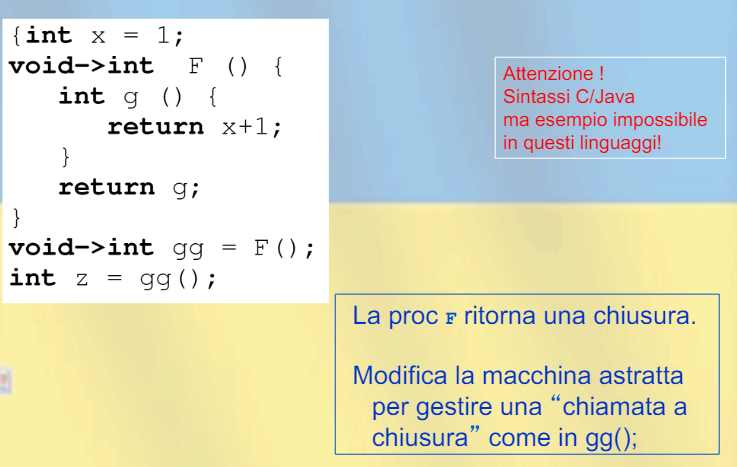 {int x = 1;
void->int F () {
int g () {
return x+1;
}
return g;
}
void->int gg = F();
int z = gg();
Attenzione !
Sintassi C/Java
ma esempio impossibile
in questi linguaggi!
La proc F ritorna una chiusura.
Modifica la macchina astratta
per gestire una “chiamata a
chiusura” come in gg();